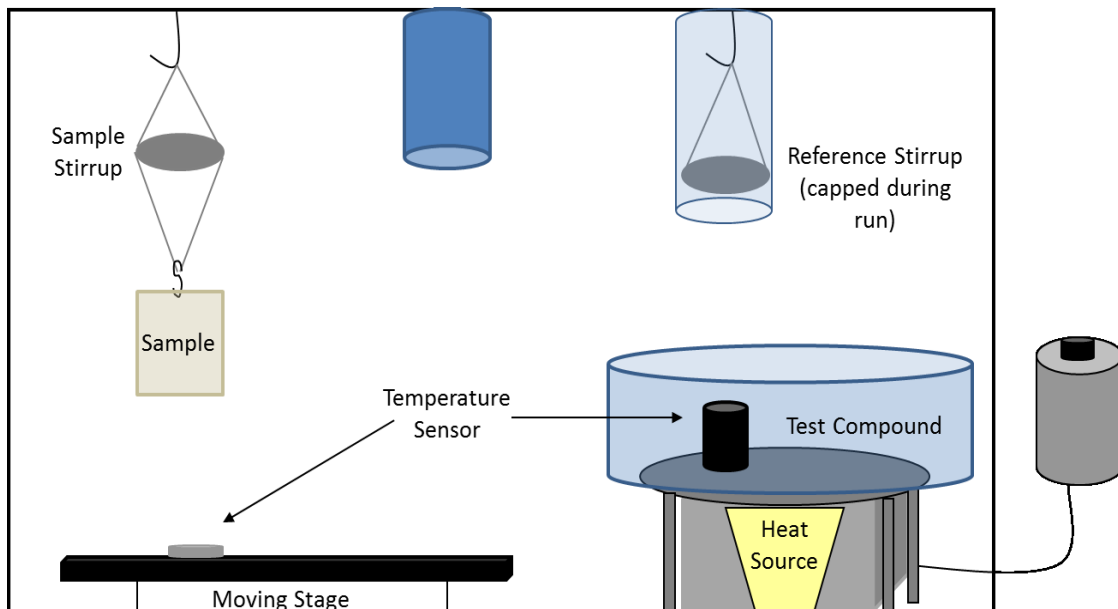 Sample
Stirrup
Reference Stirrup
(capped during
run)
Sample
Temperature
Sensor
Test Compound
Heat
Source
Moving Stage